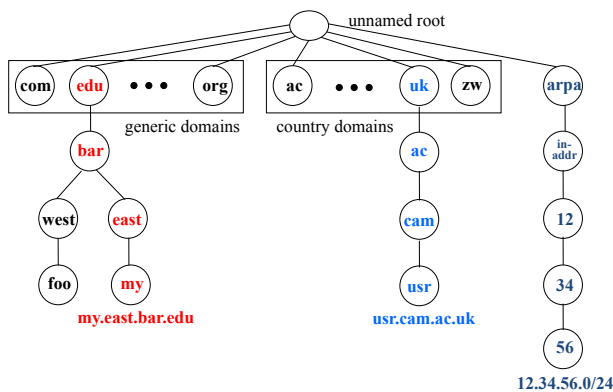 unnamed root
com edu • • • org ac • • • uk zw arpa
generic domains country domains
bar ac in-
addr
west east cam 12
foo my usr 34
my.east.bar.edu usr.cam.ac.uk
56
12.34.56.0/24